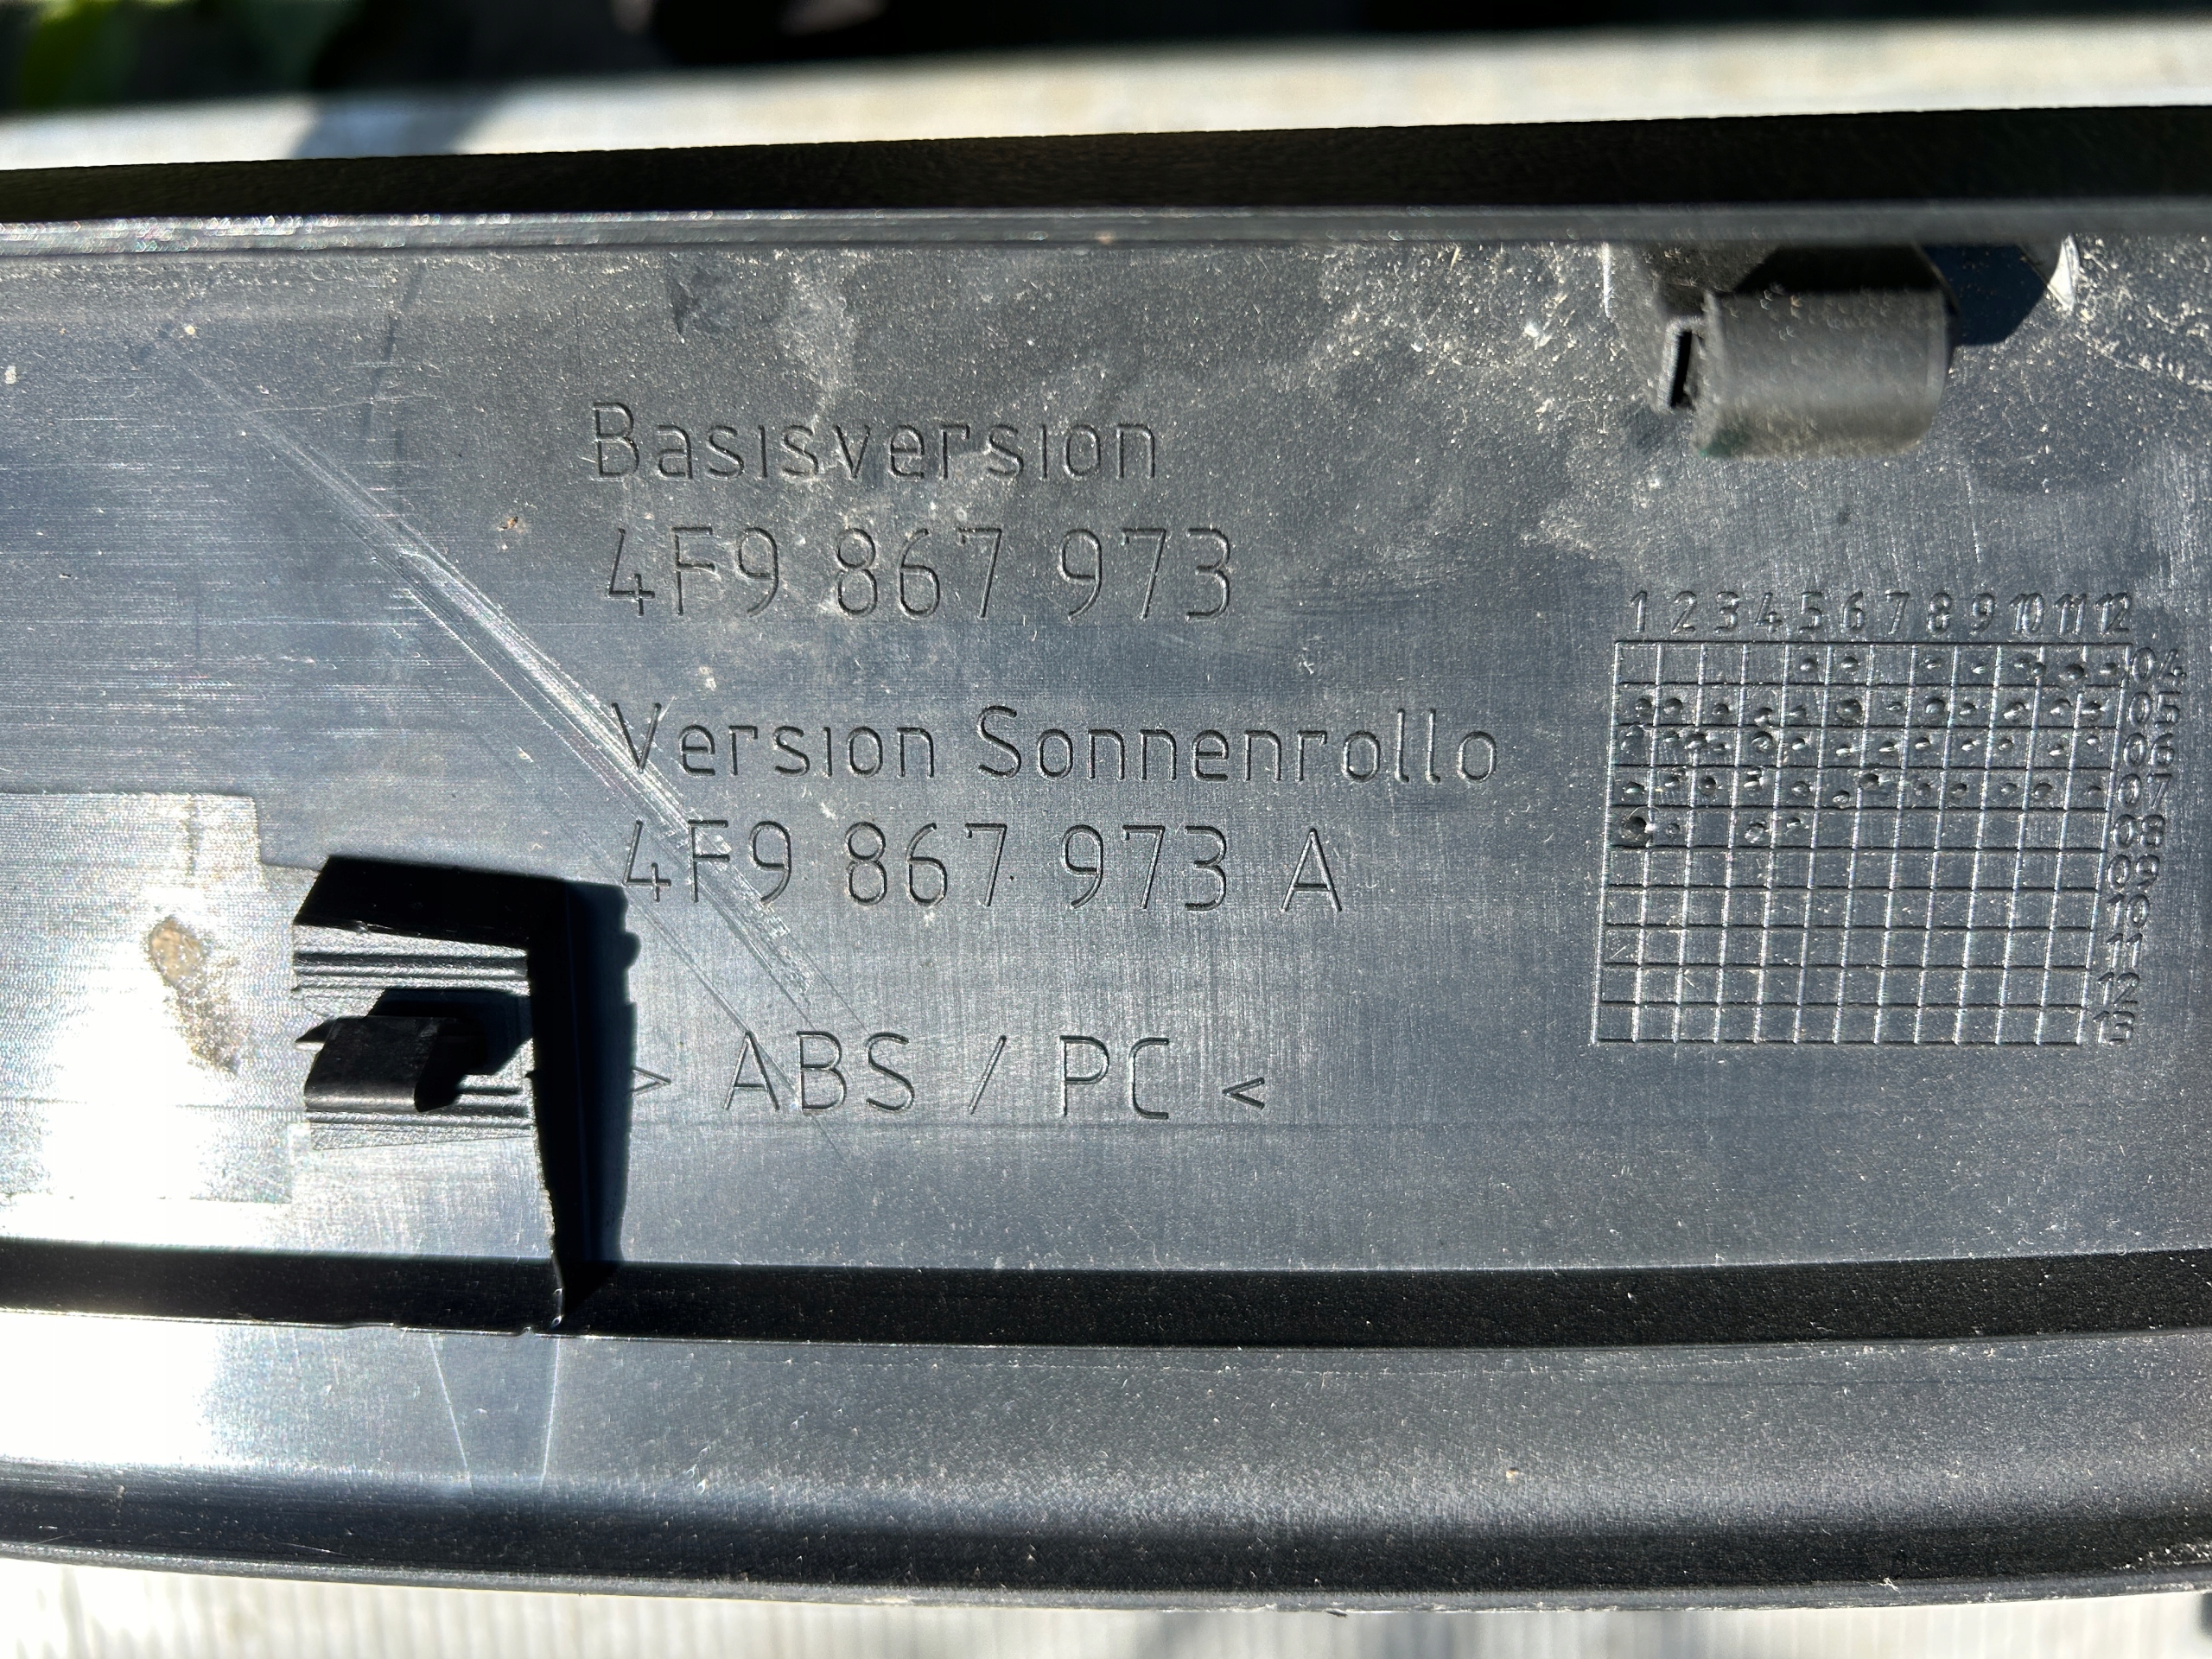 Basisversion
4F9 867 973
Version Sonnenrollo
4F9 867 973 A
> ABS / PC <
1 2 3 4 5 6 7 8 9 10 11 12
04
05
06
07
08
09
10
11
12
13